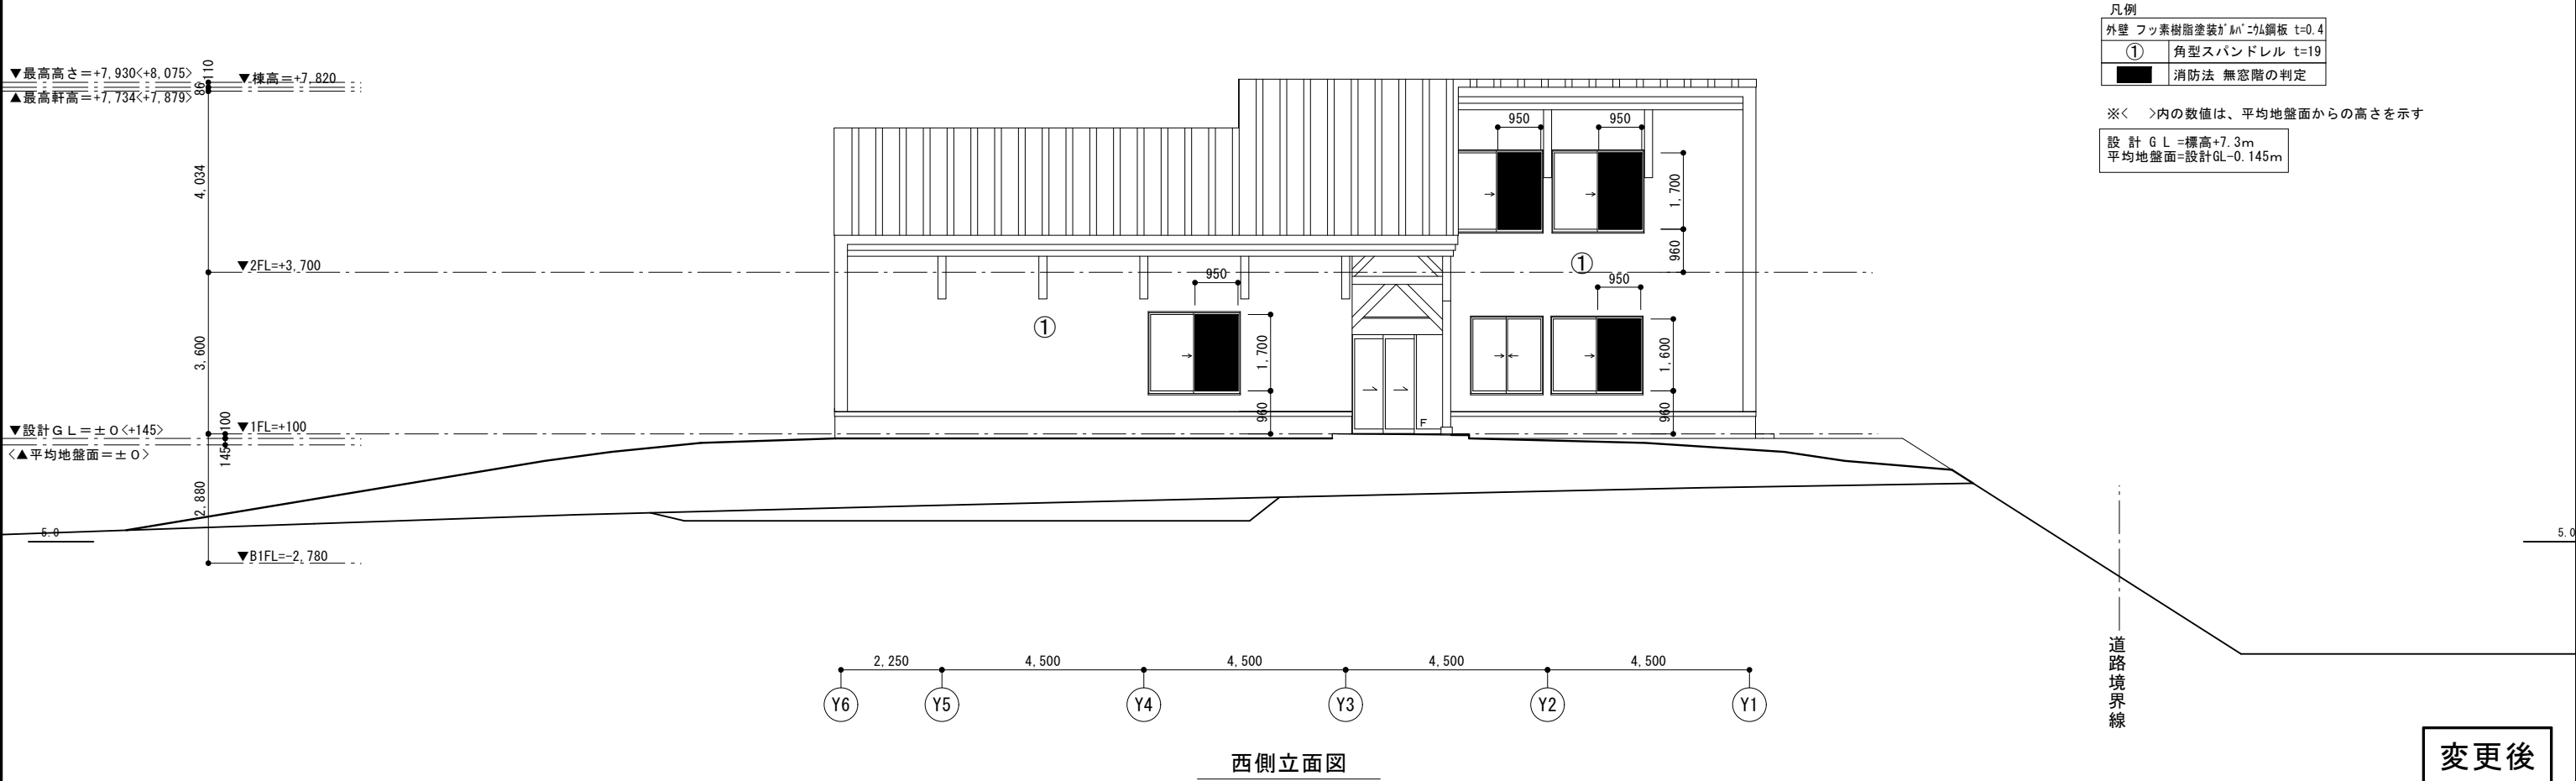 凡例
外壁 フッ素樹脂塗装ｶﾞﾙﾊﾞﾆｳﾑ鋼板 t=0.4
① 角型スパンドレル t=19
消防法 無窓階の判定
※<　>内の数値は、平均地盤面からの高さを示す
設 計 G L =標高+7.3m
平均地盤面=設計GL-0.145m
▼最高高さ=+7,930<+8,075>
▲最高軒高=+7,734<+7,879>
110
86
▼棟高=+7,820
4,034
▼2FL=+3,700
3,600
▼設計GL=±0<+145>
<▲平均地盤面=±0>
100
145
▼1FL=+100
2,880
▼B1FL=-2,780
5.0
950
950
1,700
960
①
950
1,600
960
950
①
1,700
960
F
5.0
2,250
4,500
4,500
4,500
4,500
Y6
Y5
Y4
Y3
Y2
Y1
道路境界線
西側立面図
変更後